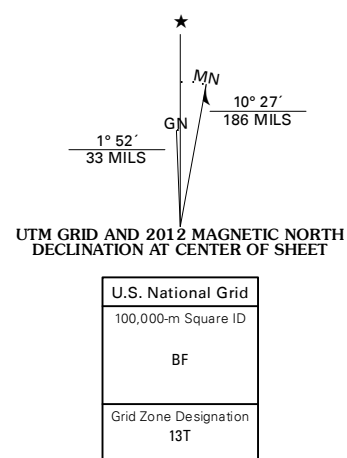 MN
10° 27´
186 MILS
GN
1° 52´
33 MILS
UTM GRID AND 2012 MAGNETIC NORTH
DECLINATION AT CENTER OF SHEET
U.S. National Grid
100,000-m Square ID
BF
Grid Zone Designation
13T